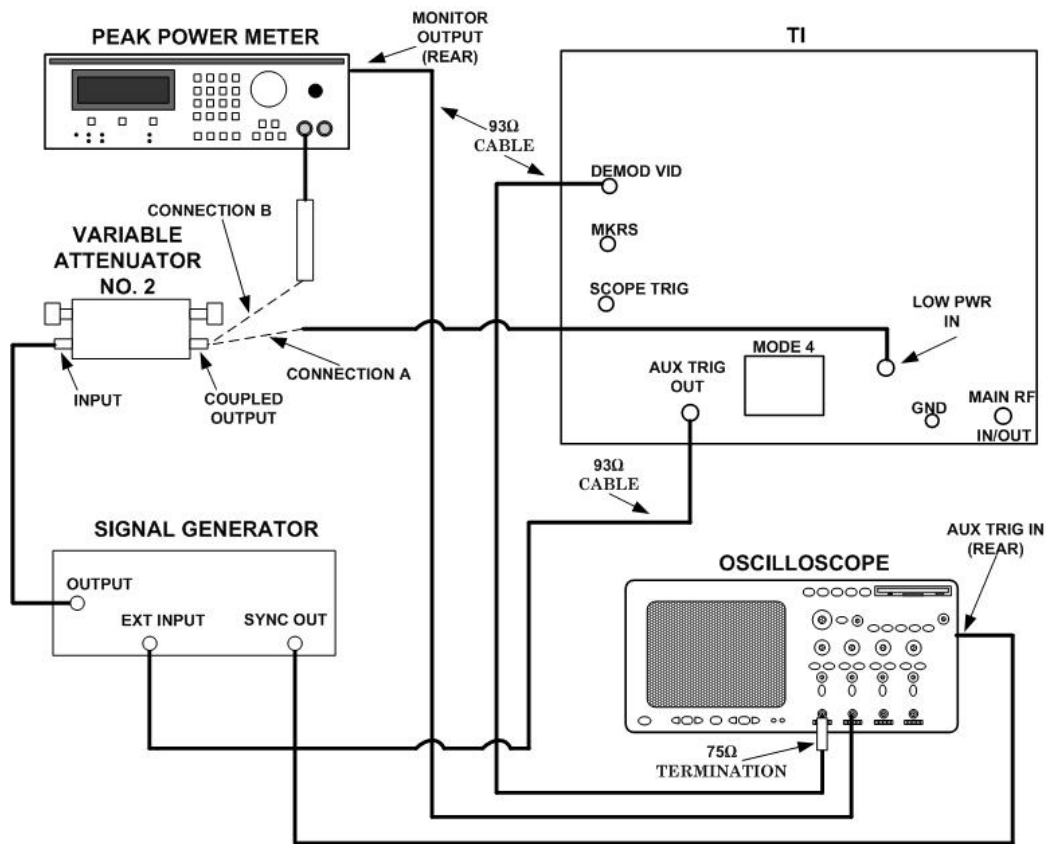 PEAK POWER METER
MONITOR
OUTPUT
(REAR)
TI
93Ω
CABLE
DEMOD VID
CONNECTION B
VARIABLE
ATTENUATOR
NO. 2
MKRS
SCOPE TRIG
LOW PWR
IN
MODE 4
AUX TRIG
OUT
CONNECTION A
INPUT
COUPLED
OUTPUT
GND
MAIN RF
IN/OUT
93Ω
CABLE
SIGNAL GENERATOR
AUX TRIG IN
(REAR)
OSCILLOSCOPE
OUTPUT
EXT INPUT
SYNC OUT
75Ω
TERMINATION